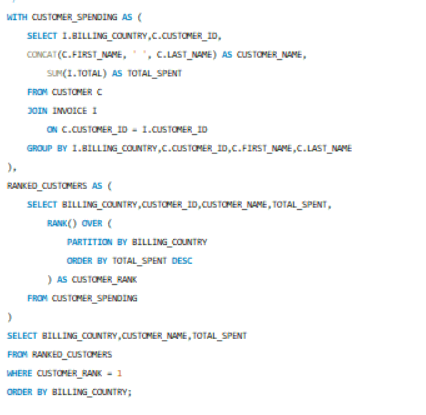 WITH CUSTOMER_SPENDING AS (
SELECT I.BILLING_COUNTRY,C.CUSTOMER_ID,
CONCAT(C.FIRST_NAME, ' ', C.LAST_NAME) AS CUSTOMER_NAME,
SUM(I.TOTAL) AS TOTAL_SPENT
FROM CUSTOMER C
JOIN INVOICE I
ON C.CUSTOMER_ID = I.CUSTOMER_ID
GROUP BY I.BILLING_COUNTRY,C.CUSTOMER_ID,C.FIRST_NAME,C.LAST_NAME
),
RANKED_CUSTOMERS AS (
SELECT BILLING_COUNTRY,CUSTOMER_ID,CUSTOMER_NAME,TOTAL_SPENT,
RANK() OVER (
PARTITION BY BILLING_COUNTRY
ORDER BY TOTAL_SPENT DESC
) AS CUSTOMER_RANK
FROM CUSTOMER_SPENDING
)
SELECT BILLING_COUNTRY,CUSTOMER_NAME,TOTAL_SPENT
FROM RANKED_CUSTOMERS
WHERE CUSTOMER_RANK = 1
ORDER BY BILLING_COUNTRY;